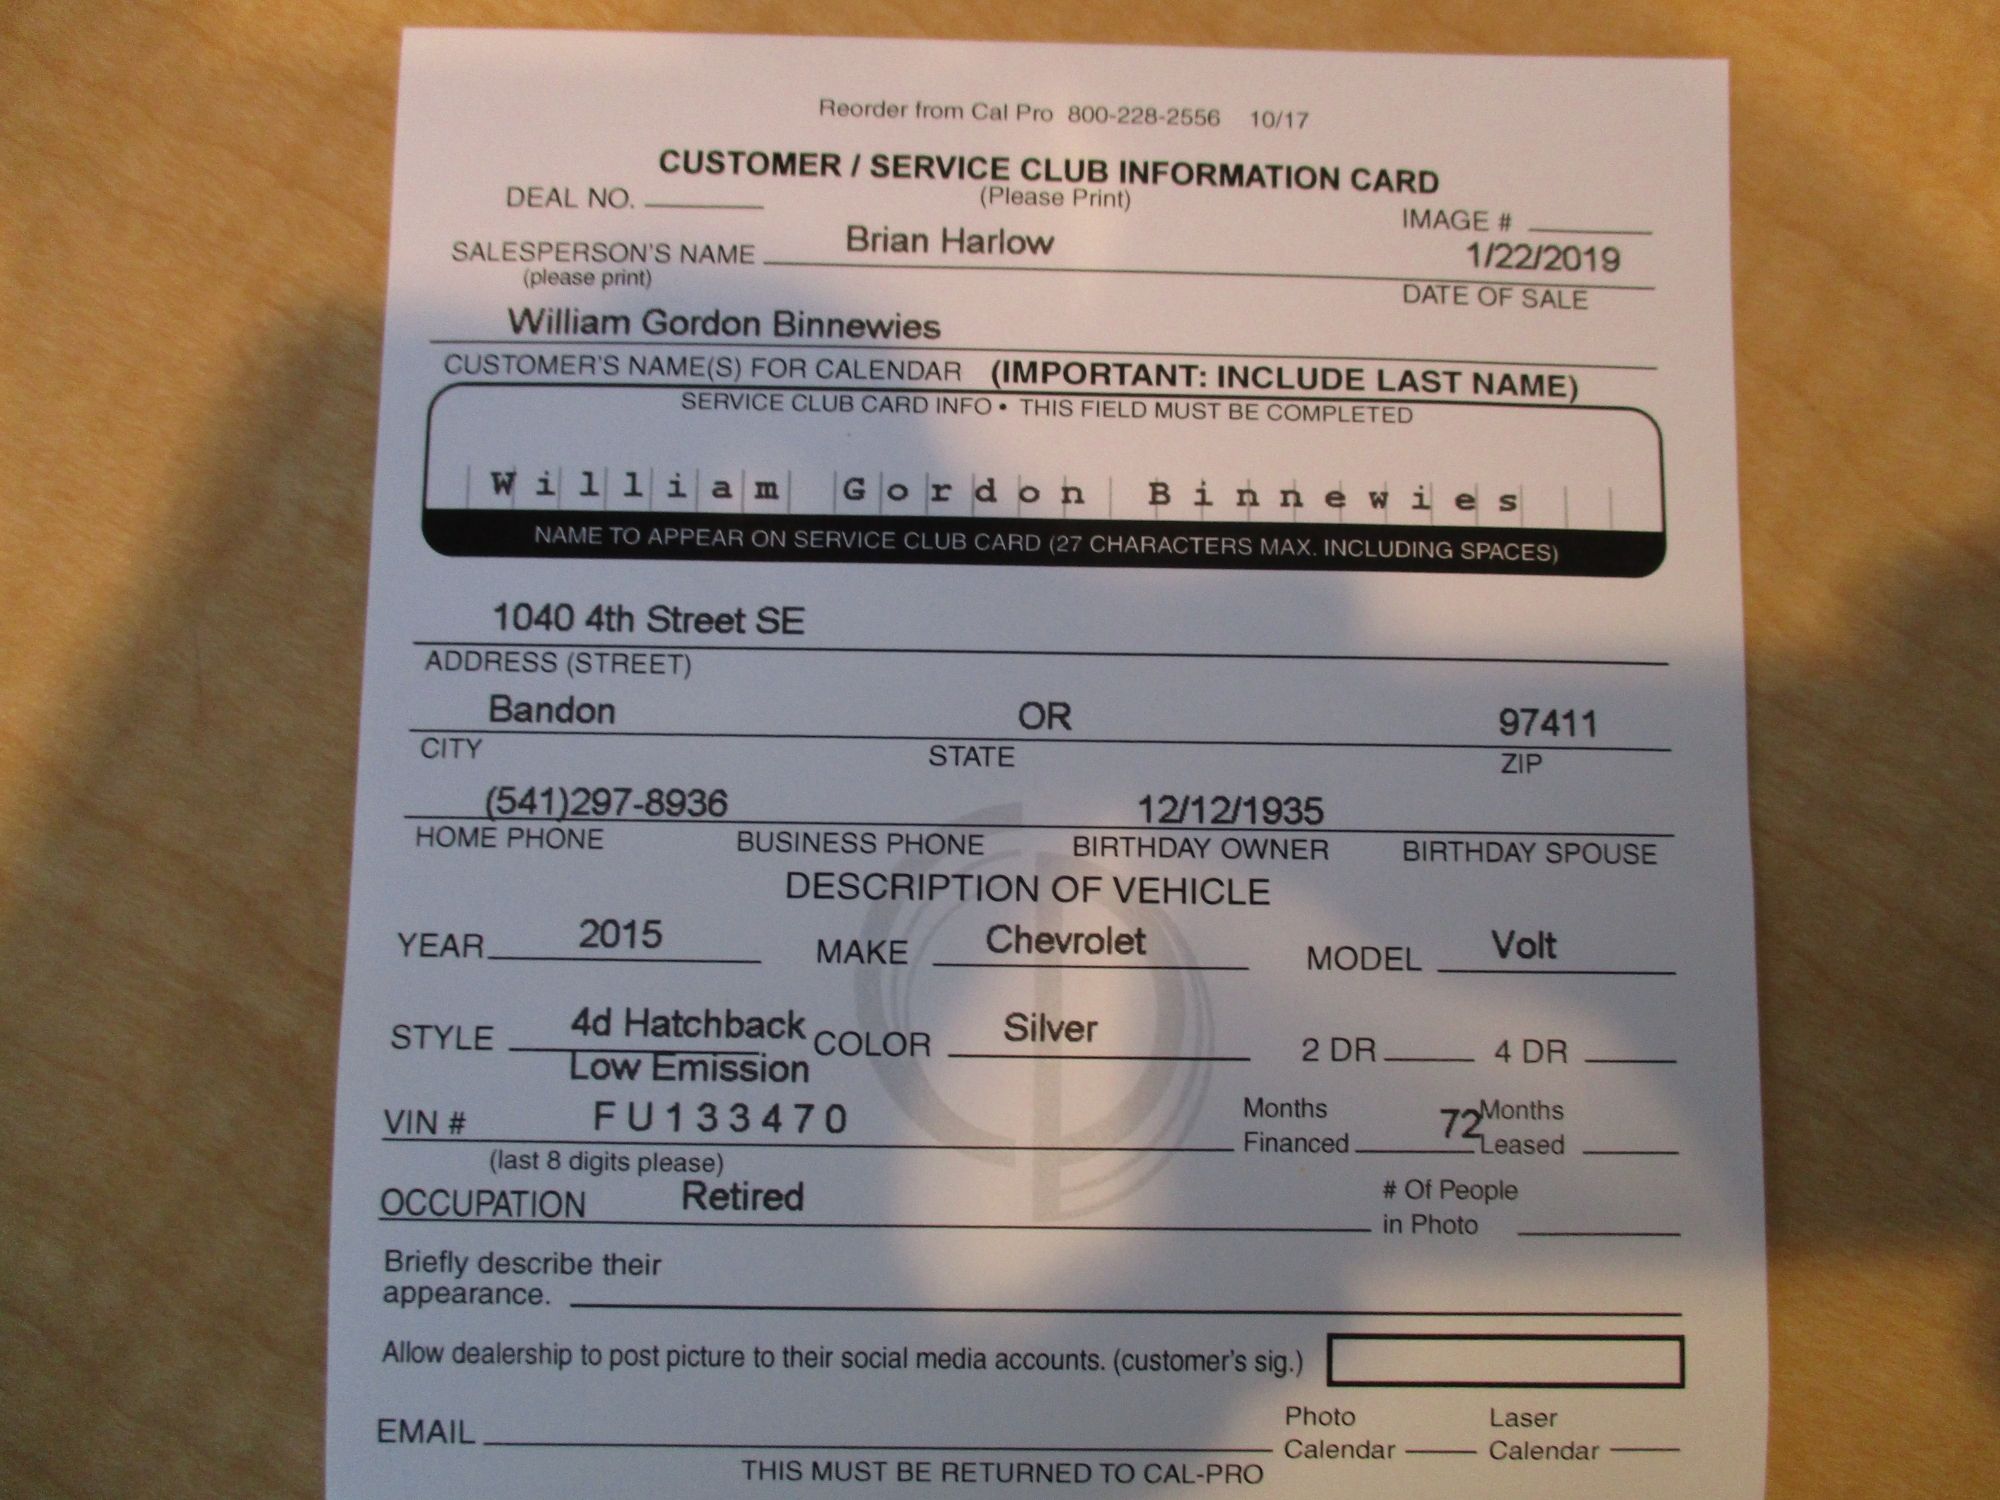 Reorder from Cal Pro 800-228-2556 10/17
CUSTOMER / SERVICE CLUB INFORMATION CARD
DEAL NO. (Please Print) IMAGE #
SALESPERSON'S NAME Brian Harlow 1/22/2019
(please print) DATE OF SALE
William Gordon Binnewies
CUSTOMER'S NAME(S) FOR CALENDAR (IMPORTANT: INCLUDE LAST NAME)
SERVICE CLUB CARD INFO • THIS FIELD MUST BE COMPLETED
William Gordon Binnewies
NAME TO APPEAR ON SERVICE CLUB CARD (27 CHARACTERS MAX. INCLUDING SPACES)
1040 4th Street SE
ADDRESS (STREET)
Bandon OR 97411
CITY STATE ZIP
(541)297-8936 12/12/1935
HOME PHONE BUSINESS PHONE BIRTHDAY OWNER BIRTHDAY SPOUSE
DESCRIPTION OF VEHICLE
YEAR 2015 MAKE Chevrolet MODEL Volt
STYLE 4d Hatchback COLOR Silver 2 DR 4 DR
Low Emission
VIN # FU133470 Months Financed 72 Months Leased
(last 8 digits please)
OCCUPATION Retired # Of People in Photo
Briefly describe their
appearance.
Allow dealership to post picture to their social media accounts. (customer's sig.)
EMAIL Photo Calendar Laser Calendar
THIS MUST BE RETURNED TO CAL-PRO